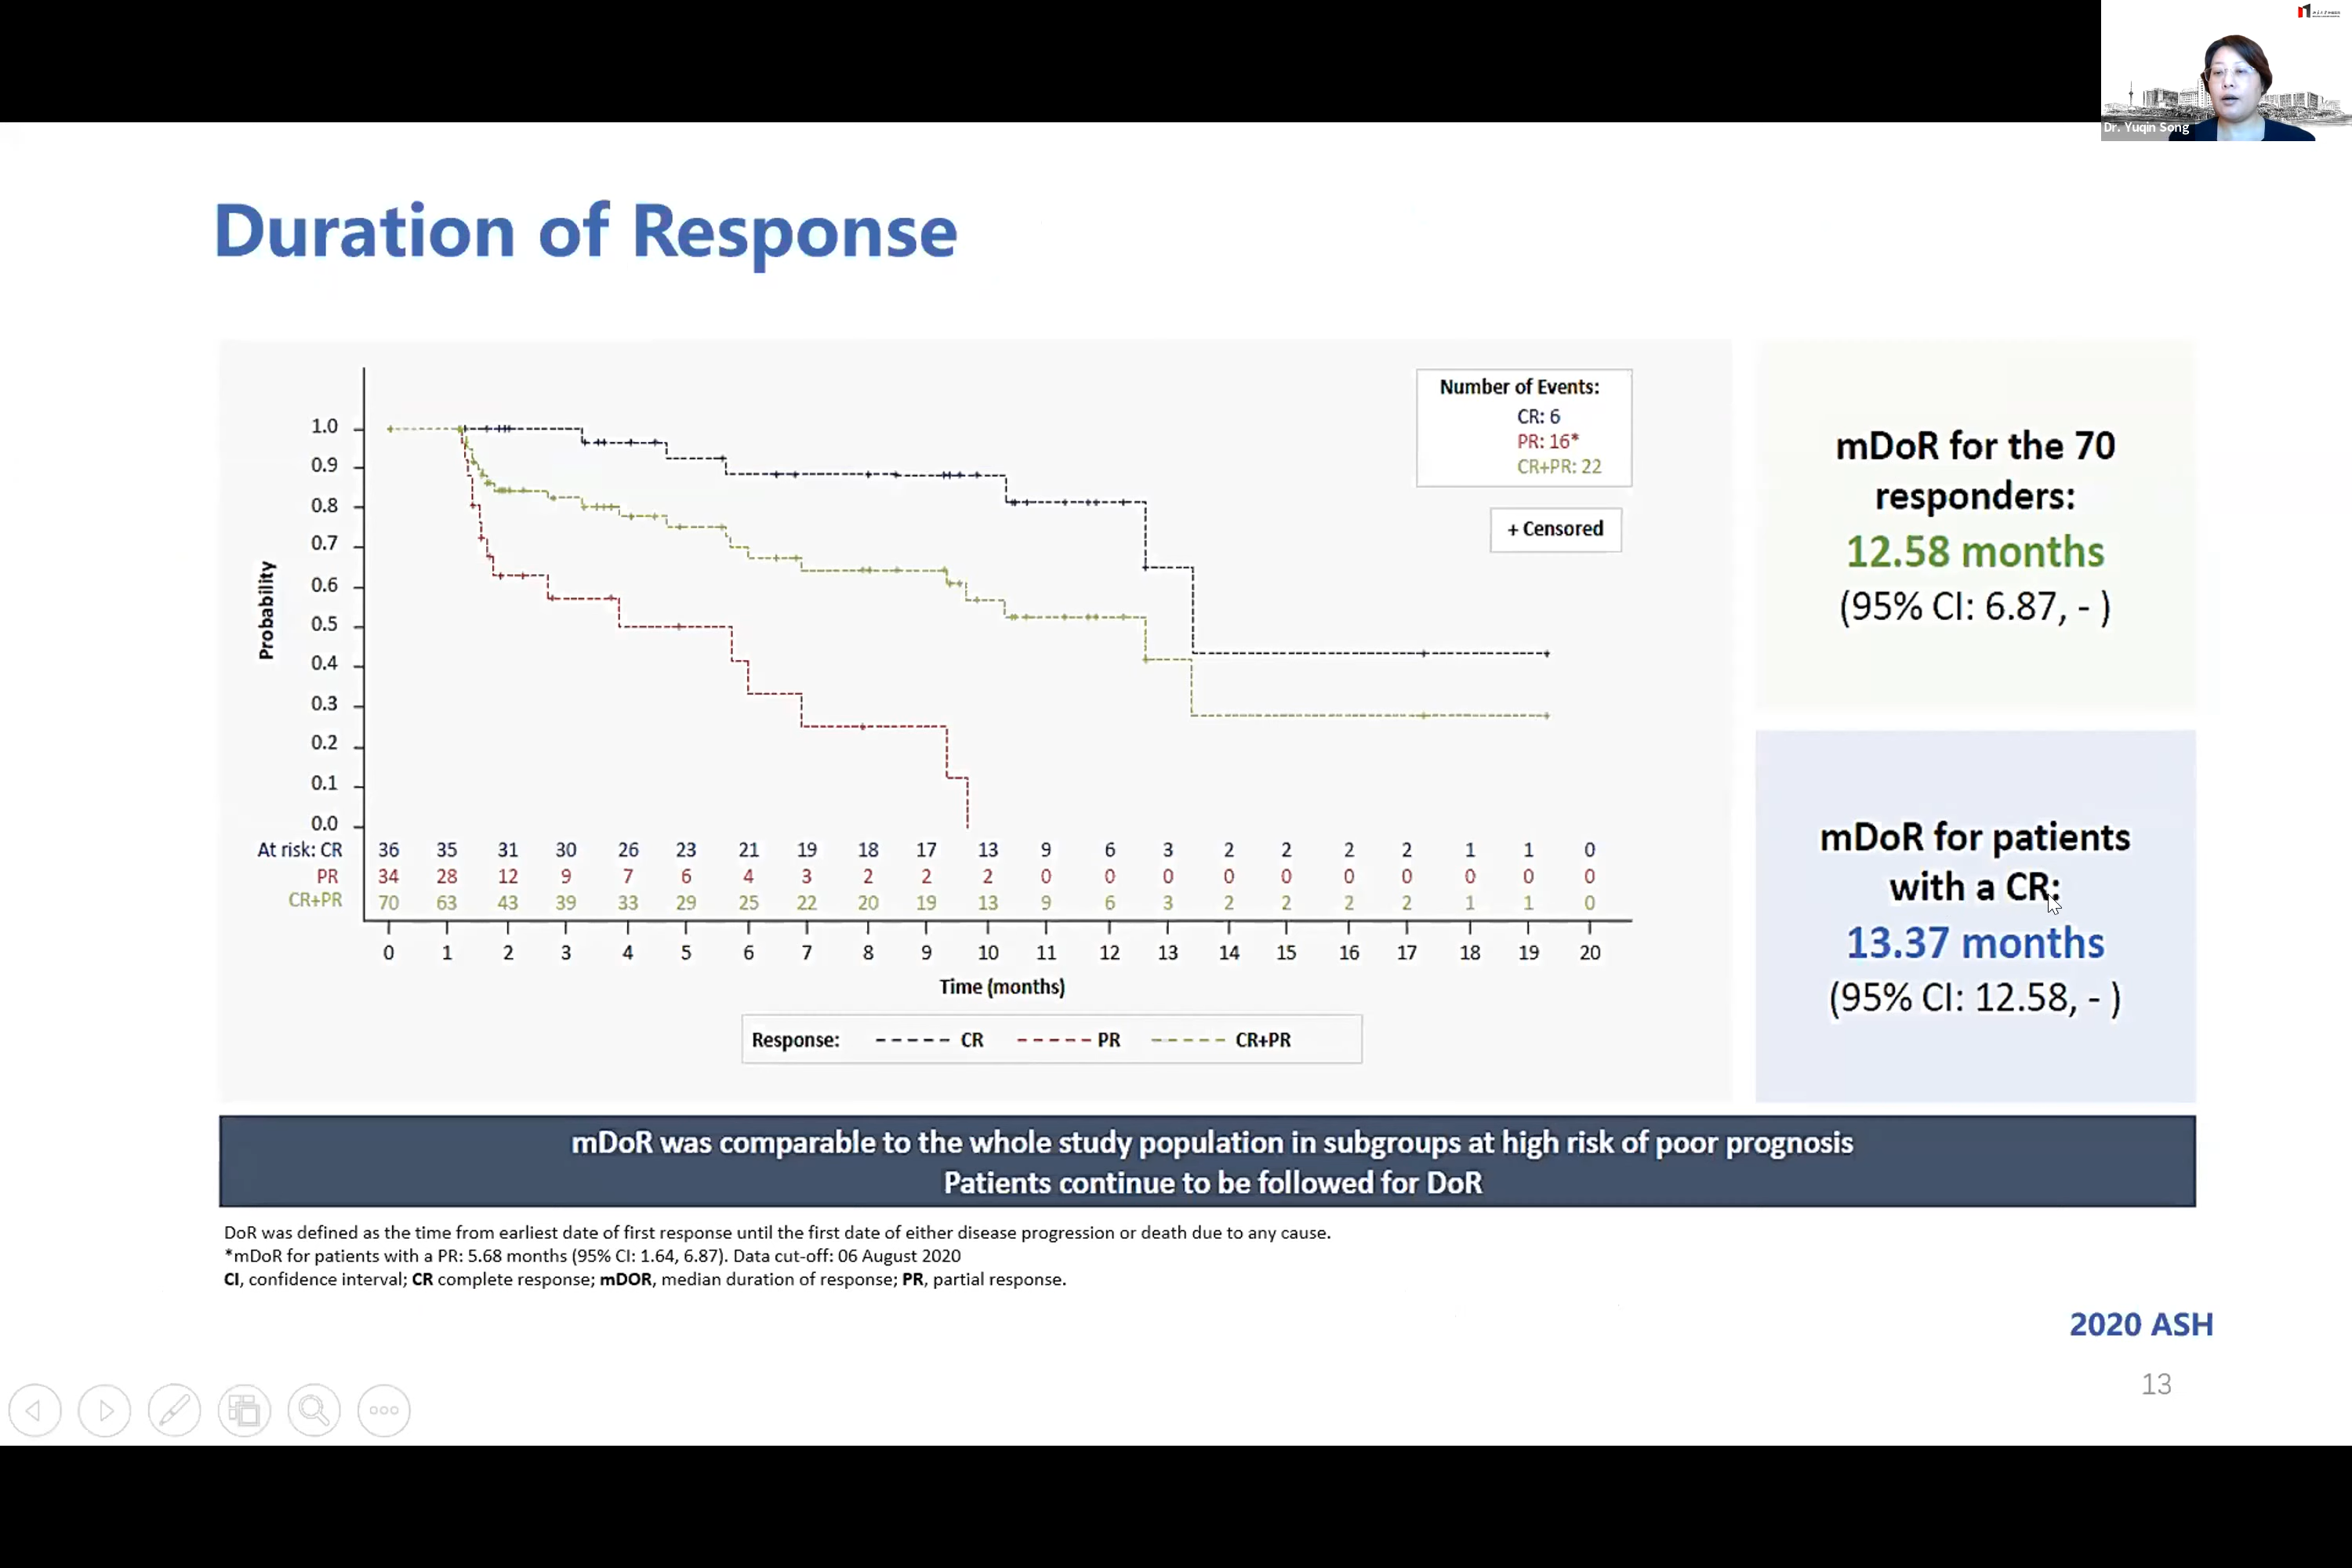 Dr. Yuqin Song
Duration of Response
Number of Events:
CR: 6
PR: 16*
CR+PR: 22
+ Censored
Probability
1.0
0.9
0.8
0.7
0.6
0.5
0.4
0.3
0.2
0.1
0.0
At risk: CR 36 35 31 30 26 23 21 19 18 17 13 9 6 3 2 2 2 2 1 1 0
PR 34 28 12 9 7 6 4 3 2 2 2 0 0 0 0 0 0 0 0 0 0
CR+PR 70 63 43 39 33 29 25 22 20 19 13 9 6 3 2 2 2 2 1 1 0
0 1 2 3 4 5 6 7 8 9 10 11 12 13 14 15 16 17 18 19 20
Time (months)
Response: CR PR CR+PR
mDoR for the 70
responders:
12.58 months
(95% CI: 6.87, - )
mDoR for patients
with a CR:
13.37 months
(95% CI: 12.58, - )
mDoR was comparable to the whole study population in subgroups at high risk of poor prognosis
Patients continue to be followed for DoR
DoR was defined as the time from earliest date of first response until the first date of either disease progression or death due to any cause.
*mDoR for patients with a PR: 5.68 months (95% CI: 1.64, 6.87). Data cut-off: 06 August 2020
CI, confidence interval; CR complete response; mDOR, median duration of response; PR, partial response.
2020 ASH
13